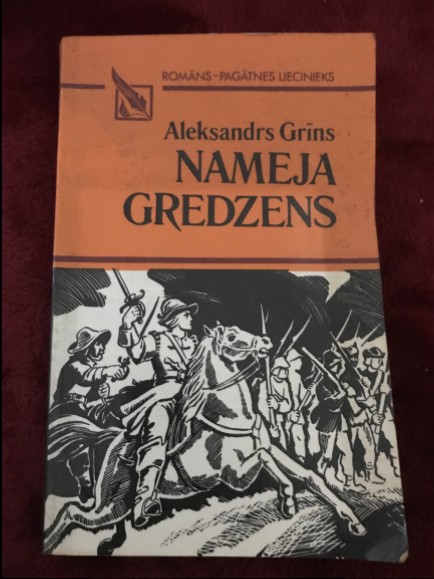 ROMĀNS–PAGĀTNES LIECINIEKS
Aleksandrs Grīns
NAMEJA
GREDZENS